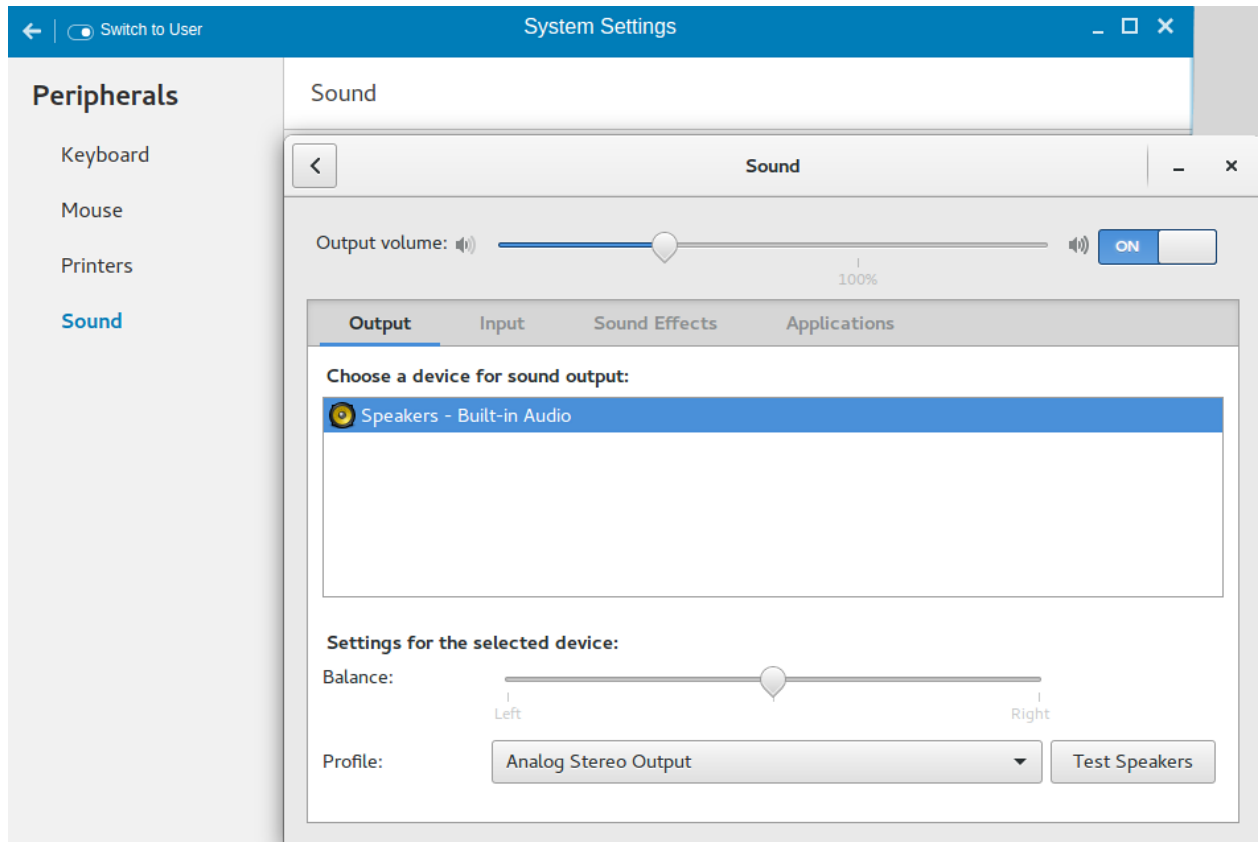 Switch to User
System Settings
Peripherals
Keyboard
Mouse
Printers
Sound
Sound
Sound
Output volume:
ON
100%
Output Input Sound Effects Applications
Choose a device for sound output:
Speakers - Built-in Audio
Settings for the selected device:
Balance:
Left Right
Profile: Analog Stereo Output Test Speakers